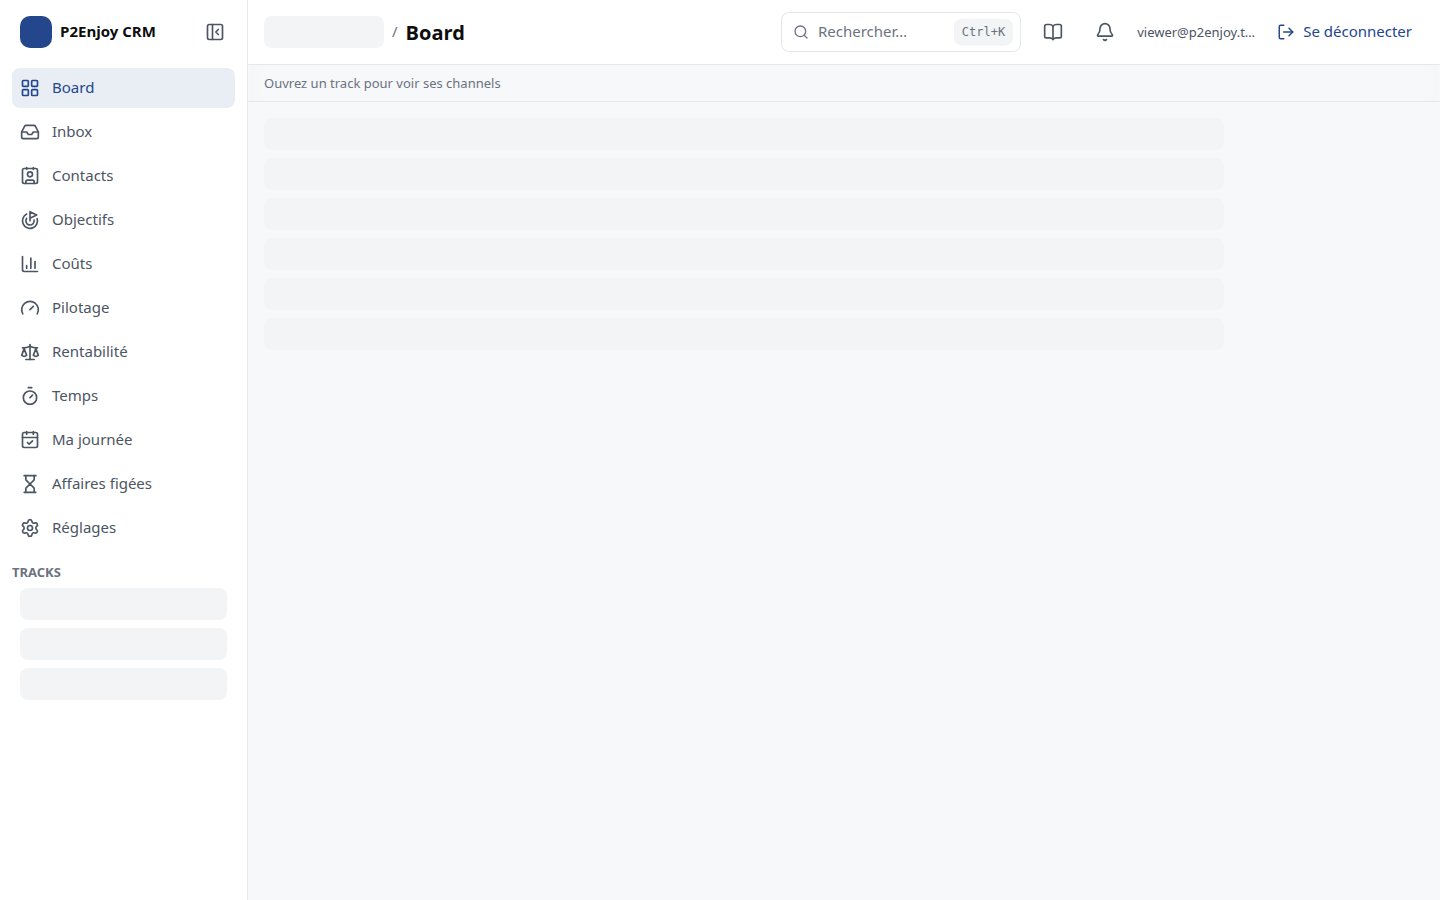 P2Enjoy CRM
/ Board
Rechercher...
Ctrl+K
viewer@p2enjoy.t...
Se déconnecter
Ouvrez un track pour voir ses channels
Board
Inbox
Contacts
Objectifs
Coûts
Pilotage
Rentabilité
Temps
Ma journée
Affaires figées
Réglages
TRACKS